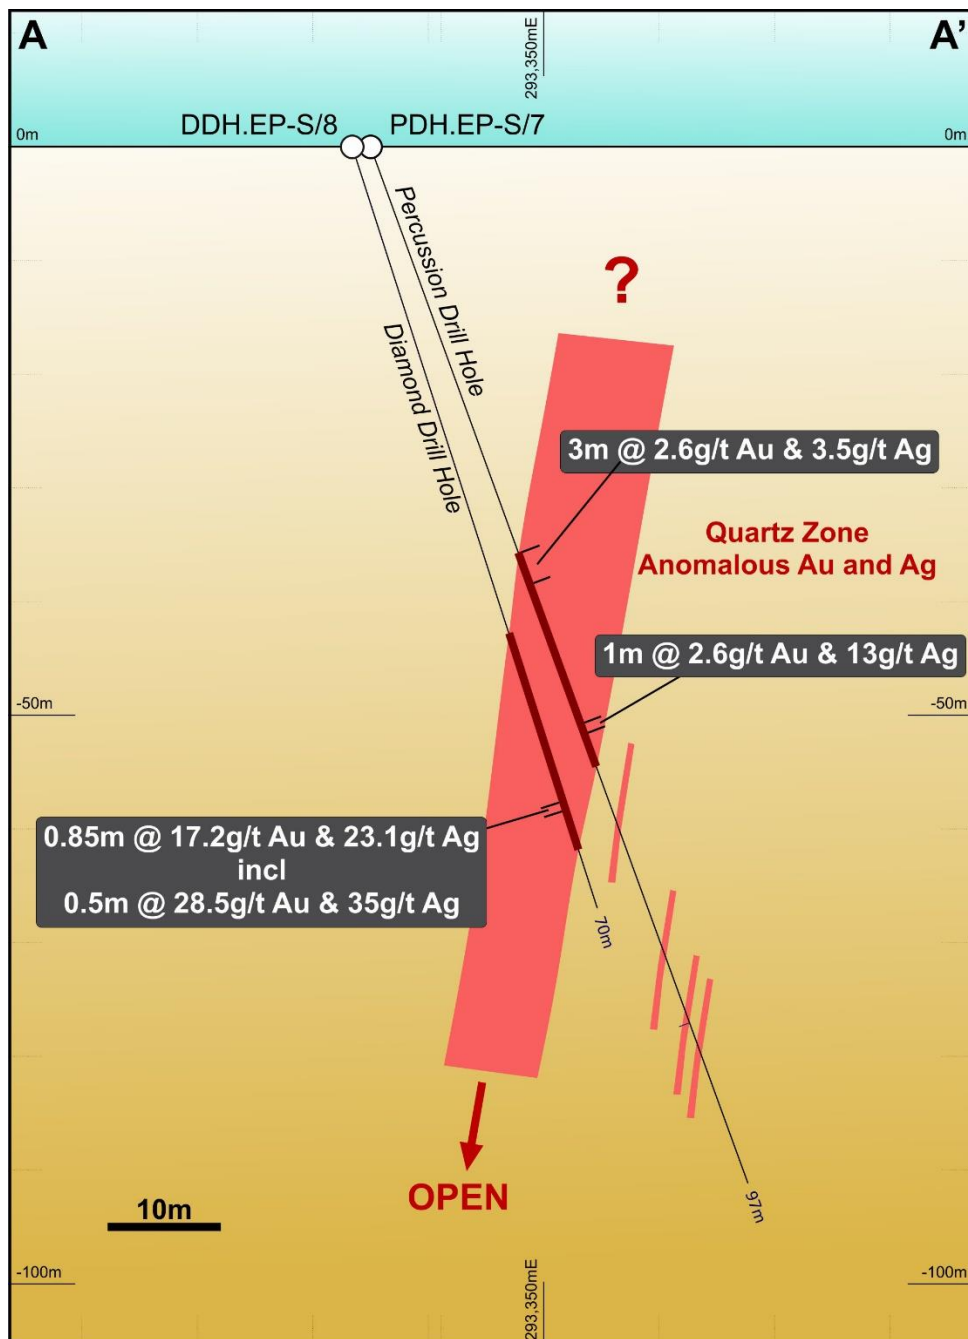 A
A’
293,350mE
DDH.EP-S/8
PDH.EP-S/7
0m
0m
Percussion Drill Hole
Diamond Drill Hole
?
3m @ 2.6g/t Au & 3.5g/t Ag
Quartz Zone
Anomalous Au and Ag
1m @ 2.6g/t Au & 13g/t Ag
-50m
-50m
0.85m @ 17.2g/t Au & 23.1g/t Ag
incl
0.5m @ 28.5g/t Au & 35g/t Ag
70m
OPEN
97m
10m
-100m
-100m
293,350mE